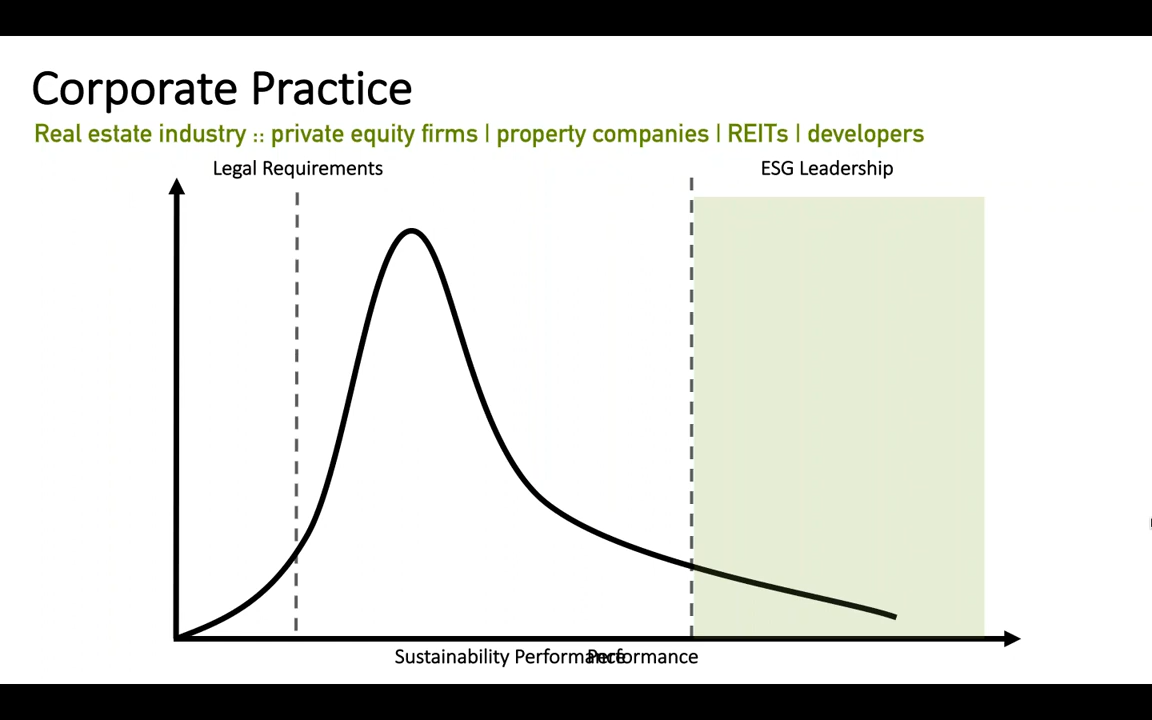 Corporate Practice
Real estate industry :: private equity firms | property companies | REITs | developers
Legal Requirements
ESG Leadership
Sustainability Performance
Performance